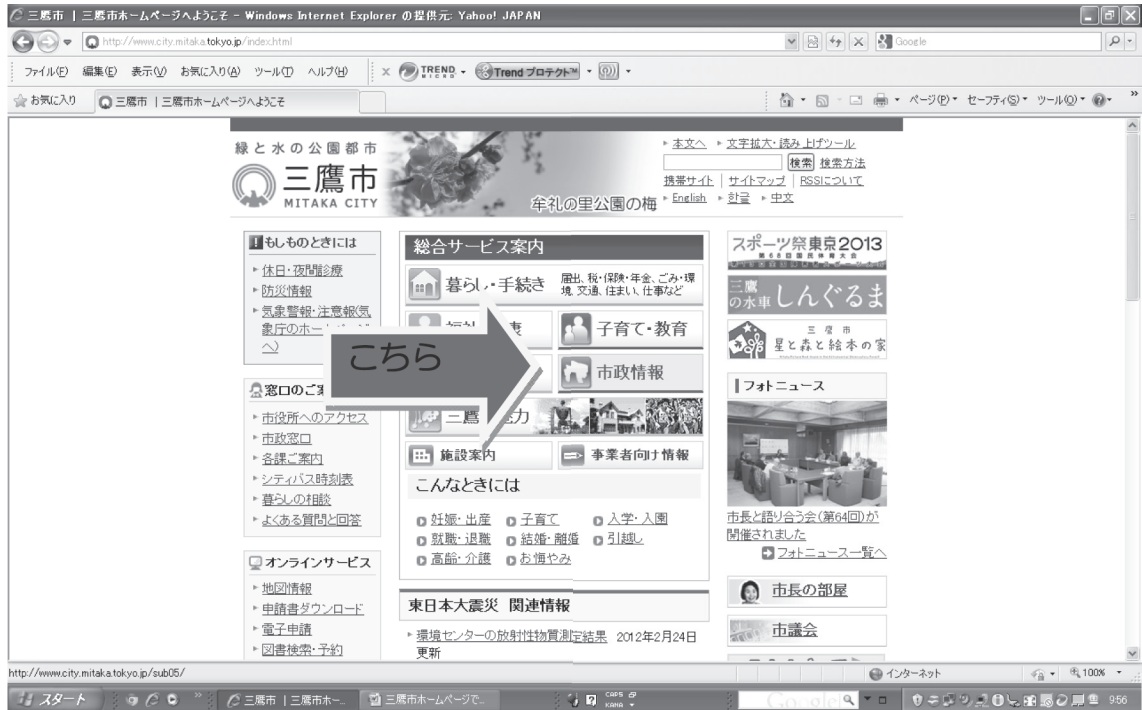 三鷹市 | 三鷹市ホームページへようこそ - Windows Internet Explorer の提供元: Yahoo! JAPAN
http://www.city.mitaka.tokyo.jp/index.html
Google
ファイル(F) 編集(E) 表示(V) お気に入り(A) ツール(T) ヘルプ(H)
TREND MICRO
Trend プロテクト™
お気に入り
三鷹市 | 三鷹市ホームページへようこそ
ページ(P) セーフティ(S) ツール(O)
緑と水の公園都市
三鷹市
MITAKA CITY
牟礼の里公園の梅
本文へ 文字拡大・読み上げツール
検索 検索方法
携帯サイト | サイトマップ | RSSについて
English 한글 中文
もしものときには
休日・夜間診療
防災情報
気象警報・注意報(気
へ)
市役所へのアクセス
市政窓口
各課ご案内
シティバス時刻表
暮らしの相談
よくある質問と回答
オンラインサービス
地図情報
申請書ダウンロード
電子申請
図書検索・予約
総合サービス案内
暮らし・手続き
届出、税・保険・年金、ごみ・環
境、交通、住まい、仕事など
子育て・教育
こちら
市政情報
三鷹
施設案内
事業者向け情報
こんなときには
妊娠・出産 子育て 入学・入園
就職・退職 結婚・離婚 引越し
高齢・介護 お悔やみ
東日本大震災 関連情報
環境センターの放射性物質測定結果 2012年2月24日
更新
スポーツ祭東京2013
第68回国民体育大会
三鷹
の水車 しんぐるま
三鷹市
星と森と絵本の家
フォトニュース
市長と語り合う会(第64回)が
開催されました
フォトニュース一覧へ
市長の部屋
市議会
http://www.city.mitaka.tokyo.jp/sub05/
インターネット
100%
スタート
三鷹市 | 三鷹市ホー...
三鷹市ホームページで...
CAPS
KANA
Google
9:56